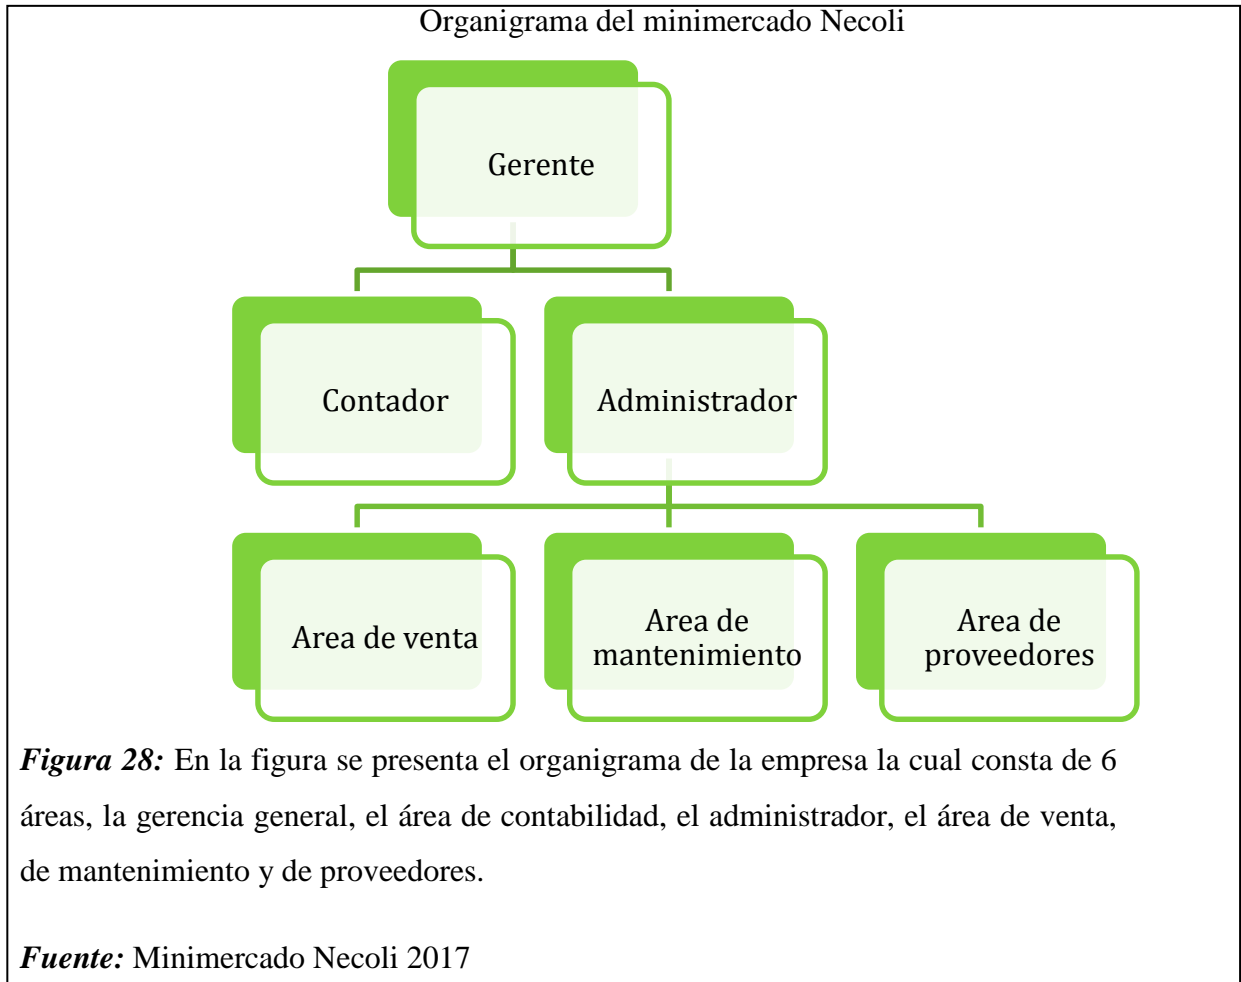 Organigrama del minimercado Necoli
Gerente
Contador
Administrador
Area de venta
Area de
mantenimiento
Area de
proveedores
Figura 28: En la figura se presenta el organigrama de la empresa la cual consta de 6
áreas, la gerencia general, el área de contabilidad, el administrador, el área de venta,
de mantenimiento y de proveedores.
Fuente: Minimercado Necoli 2017